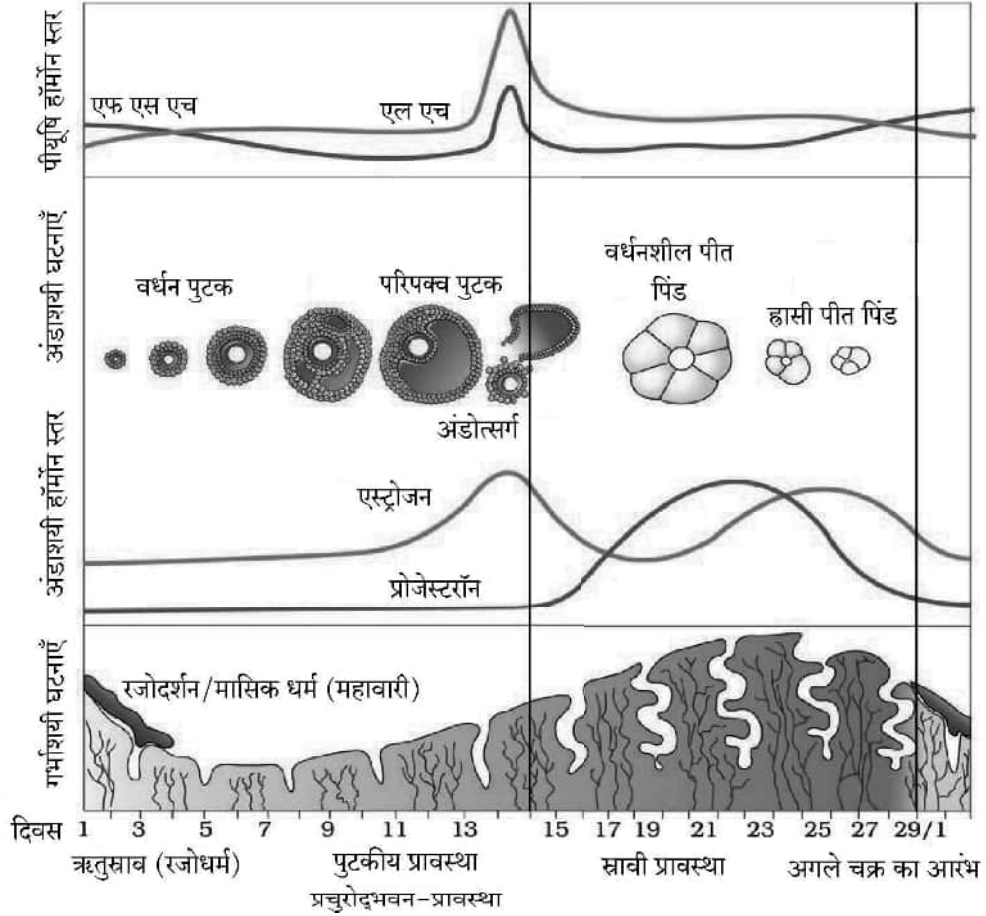 पीयूषि हॉर्मोन स्तर
एफ एस एच
एल एच
अंडाशयी घटनाएँ
वर्धन पुटक
परिपक्व पुटक
वर्धनशील पीत
पिंड
ह्रासी पीत पिंड
अंडोत्सर्ग
अंडाशयी हॉर्मोन स्तर
एस्ट्रोजन
प्रोजेस्टरॉन
गर्भाशयी घटनाएँ
रजोदर्शन/मासिक धर्म (महावारी)
दिवस 1 3 5 7 9 11 13 15 17 19 21 23 25 27 29/1
ऋतुस्राव (रजोधर्म) पुटकीय प्रावस्था स्रावी प्रावस्था अगले चक्र का आरंभ
प्रचुरोद्भवन-प्रावस्था